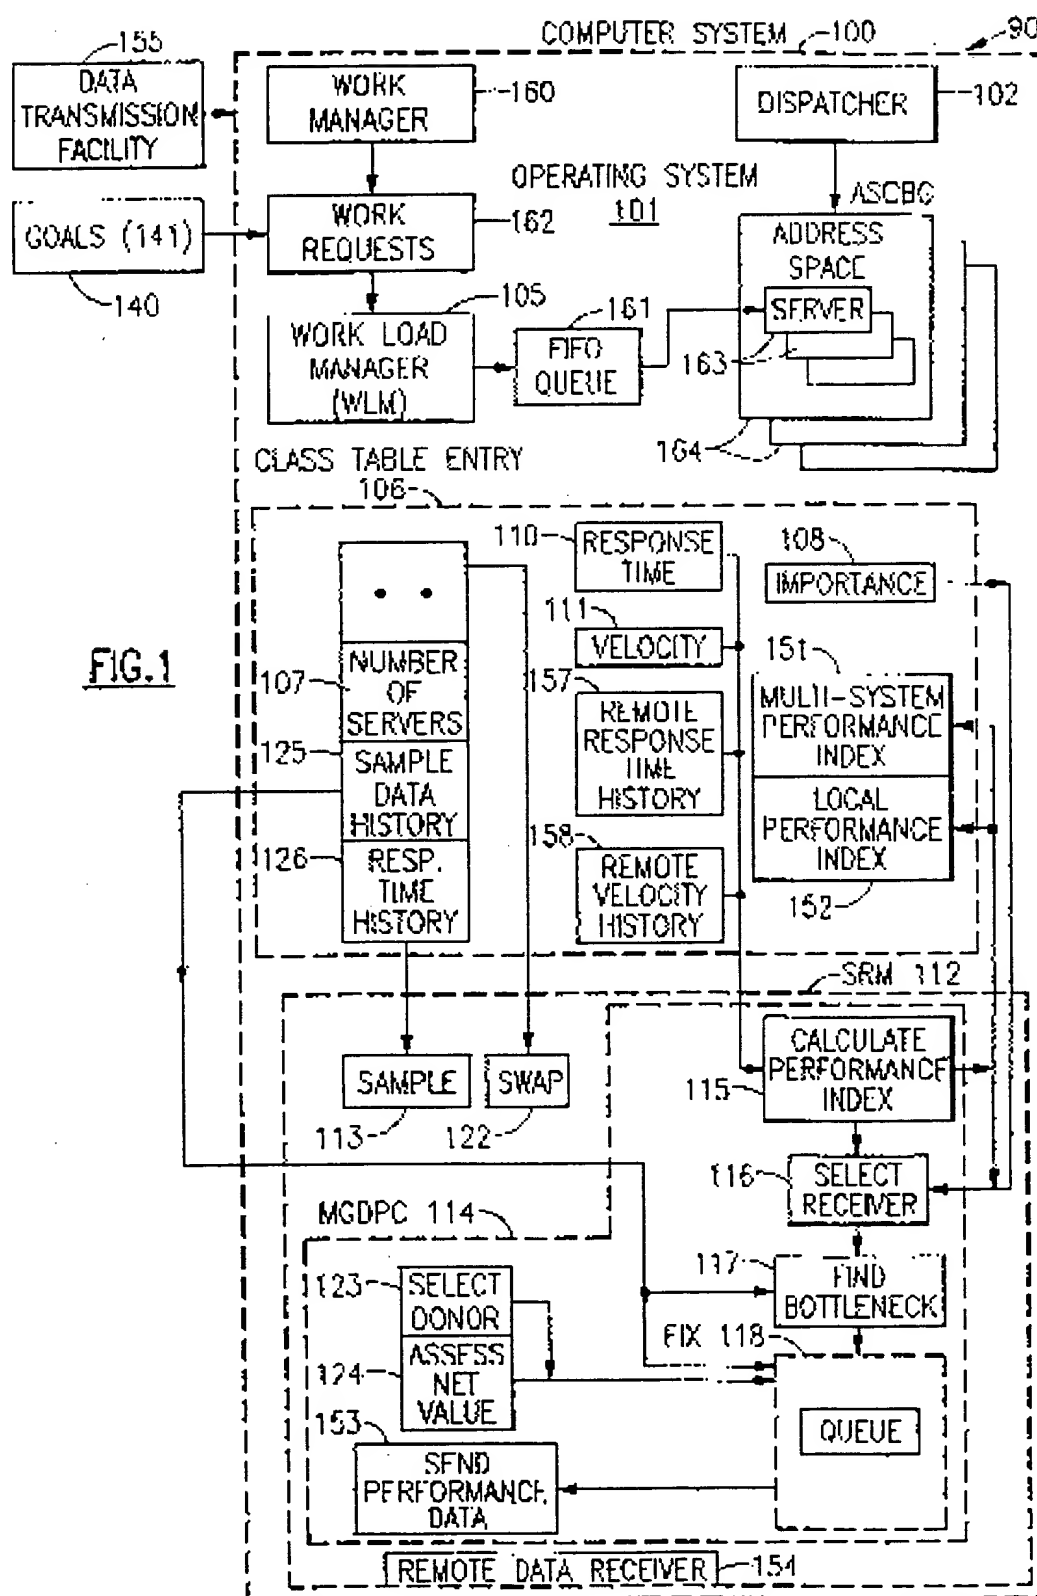 COMPUTER SYSTEM 100 90
155
DATA TRANSMISSION FACILITY
WORK MANAGER
160
DISPATCHER
102
OPERATING SYSTEM
101
GOALS (141)
140
WORK REQUESTS
162
105
WORK LOAD MANAGER (WLM)
161
FIFO QUEUE
ADDRESS SPACE
SERVER
163
164
CLASS TABLE ENTRY
106
110
RESPONSE TIME
108
IMPORTANCE
111
VELOCITY
FIG.1
107
NUMBER OF SERVERS
157
REMOTE RESPONSE TIME HISTORY
151
MULTI-SYSTEM PERFORMANCE INDEX
125
SAMPLE DATA HISTORY
LOCAL PERFORMANCE INDEX
152
126
RESP. TIME HISTORY
158
REMOTE VELOCITY HISTORY
SRM 112
CALCULATE PERFORMANCE INDEX
115
SAMPLE
113
SWAP
122
116
SELECT RECEIVER
MGDPC 114
117
FIND BOTTLENECK
123
SELECT DONOR
124
ASSESS NET VALUE
FIX 118
QUEUE
153
SEND PERFORMANCE DATA
REMOTE DATA RECEIVER
154